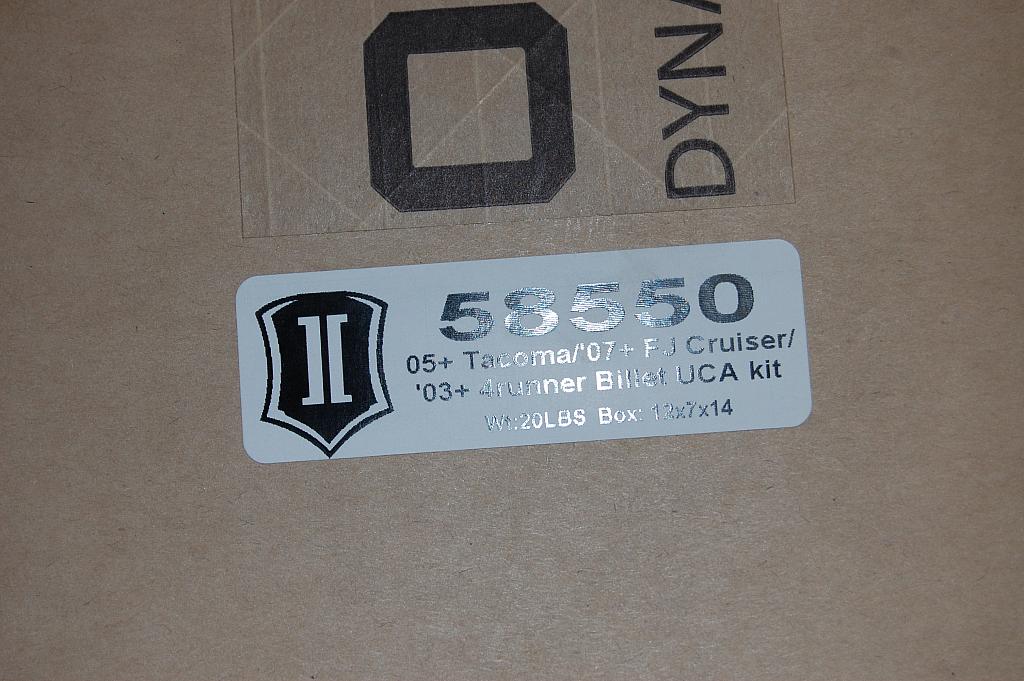 O
DYNA
58550
05+ Tacoma/'07+ FJ Cruiser/
'03+ 4runner Billet UCA kit
Wt:20LBS Box: 12x7x14